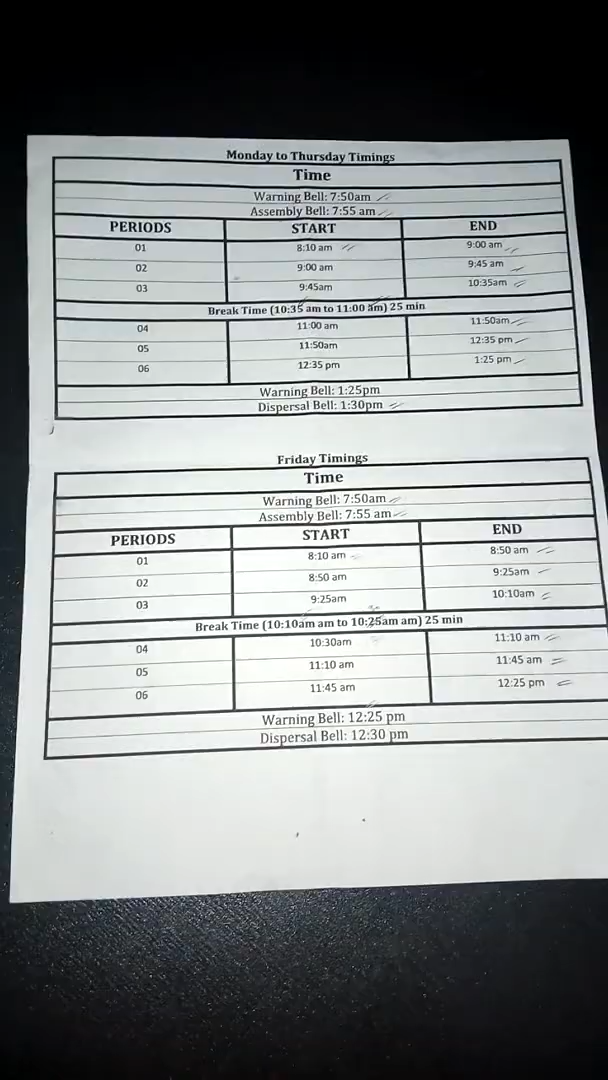 Monday to Thursday Timings
Time
Warning Bell: 7:50am
Assembly Bell: 7:55 am
PERIODS START END
01 8:10 am 9:00 am
02 9:00 am 9:45 am
03 9:45am 10:35am
Break Time (10:35 am to 11:00 am) 25 min
04 11:00 am 11:50am
05 11:50am 12:35 pm
06 12:35 pm 1:25 pm
Warning Bell: 1:25pm
Dispersal Bell: 1:30pm
Friday Timings
Time
Warning Bell: 7:50am
Assembly Bell: 7:55 am
PERIODS START END
01 8:10 am 8:50 am
02 8:50 am 9:25am
03 9:25am 10:10am
Break Time (10:10am am to 10:25am am) 25 min
04 10:30am 11:10 am
05 11:10 am 11:45 am
06 11:45 am 12:25 pm
Warning Bell: 12:25 pm
Dispersal Bell: 12:30 pm